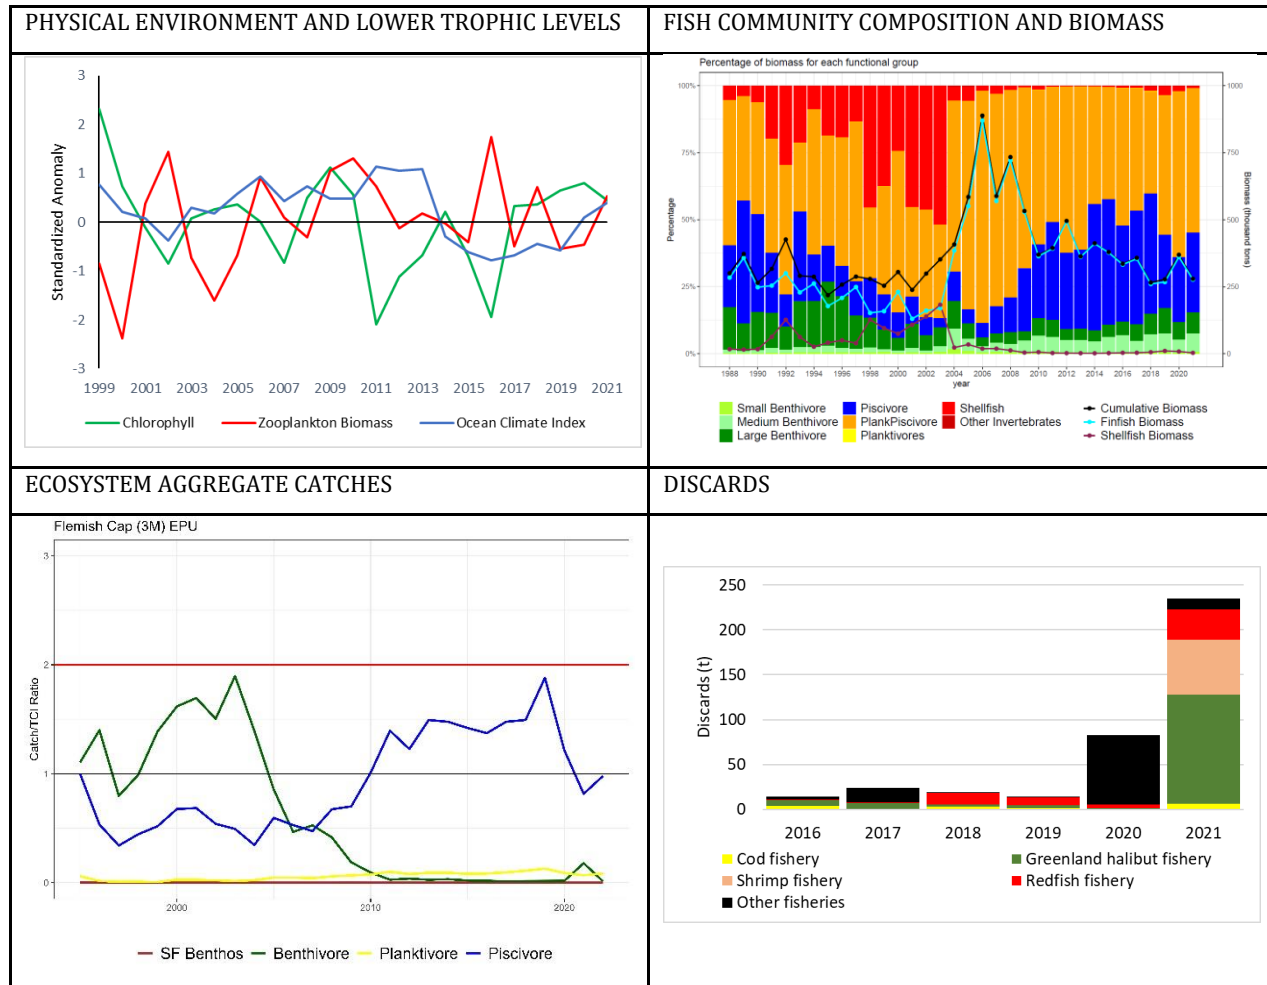 PHYSICAL ENVIRONMENT AND LOWER TROPHIC LEVELS
3
2
1
0
-1
-2
-3
Standardized Anomaly
1999 2001 2003 2005 2007 2009 2011 2013 2015 2017 2019 2021
Chlorophyll Zooplankton Biomass Ocean Climate Index
FISH COMMUNITY COMPOSITION AND BIOMASS
Percentage of biomass for each functional group
100%
75%
50%
25%
0%
Percentage
1000
750
500
250
0
Biomass (thousand tons)
1988 1990 1992 1994 1996 1998 2000 2002 2004 2006 2008 2010 2012 2014 2016 2018 2020
year
Small Benthivore Piscivore Shellfish Cumulative Biomass
Medium Benthivore PlankPiscivore Other Invertebrates Finfish Biomass
Large Benthivore Planktivores Shellfish Biomass
ECOSYSTEM AGGREGATE CATCHES
Flemish Cap (3M) EPU
3
2
1
0
Catch/TCI Ratio
2000 2010 2020
SF Benthos Benthivore Planktivore Piscivore
DISCARDS
250
200
150
100
50
0
Discards (t)
2016 2017 2018 2019 2020 2021
Cod fishery Greenland halibut fishery
Shrimp fishery Redfish fishery
Other fisheries